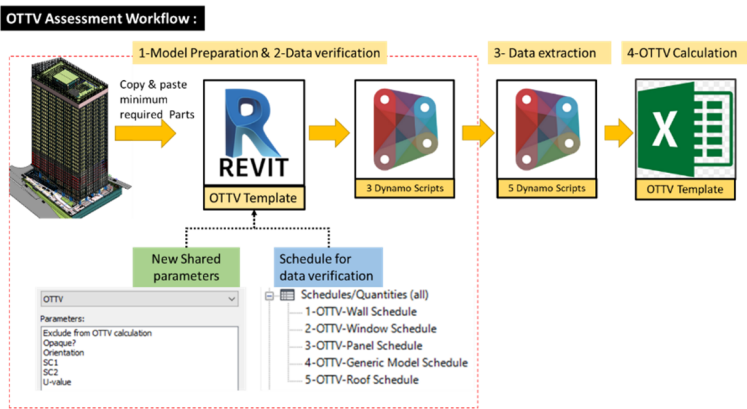 OTTV Assessment Workflow :
1-Model Preparation & 2-Data verification
3- Data extraction
4-OTTV Calculation
Copy & paste
minimum
required Parts
R
REVIT
X
OTTV Template
3 Dynamo Scripts
5 Dynamo Scripts
OTTV Template
New Shared
parameters
Schedule for
data verification
OTTV
Parameters:
Exclude from OTTV calculation
Opaque?
Orientation
SC1
SC2
U-value
Schedules/Quantities (all)
1-OTTV-Wall Schedule
2-OTTV-Window Schedule
3-OTTV-Panel Schedule
4-OTTV-Generic Model Schedule
5-OTTV-Roof Schedule